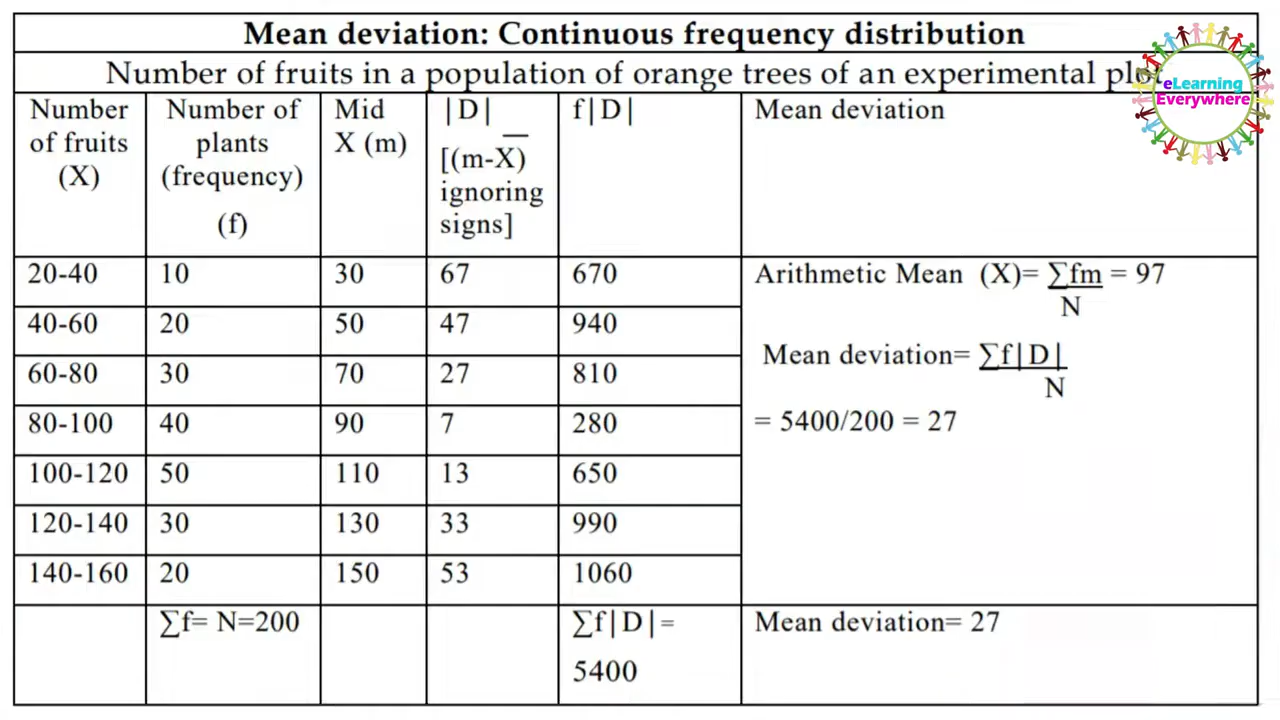 Mean deviation: Continuous frequency distribution
Number of fruits in a population of orange trees of an experimental plot
eLearning
Everywhere
Number
of fruits
(X)
Number of
plants
(frequency)
(f)
Mid
X (m)
|D|
[(m-X̅)
ignoring
signs]
f|D|
Mean deviation
20-40 10 30 67 670
40-60 20 50 47 940
60-80 30 70 27 810
80-100 40 90 7 280
100-120 50 110 13 650
120-140 30 130 33 990
140-160 20 150 53 1060
Arithmetic Mean (X)= ∑fm = 97
N
Mean deviation= ∑f|D|
N
= 5400/200 = 27
∑f= N=200
∑f|D|=
5400
Mean deviation= 27